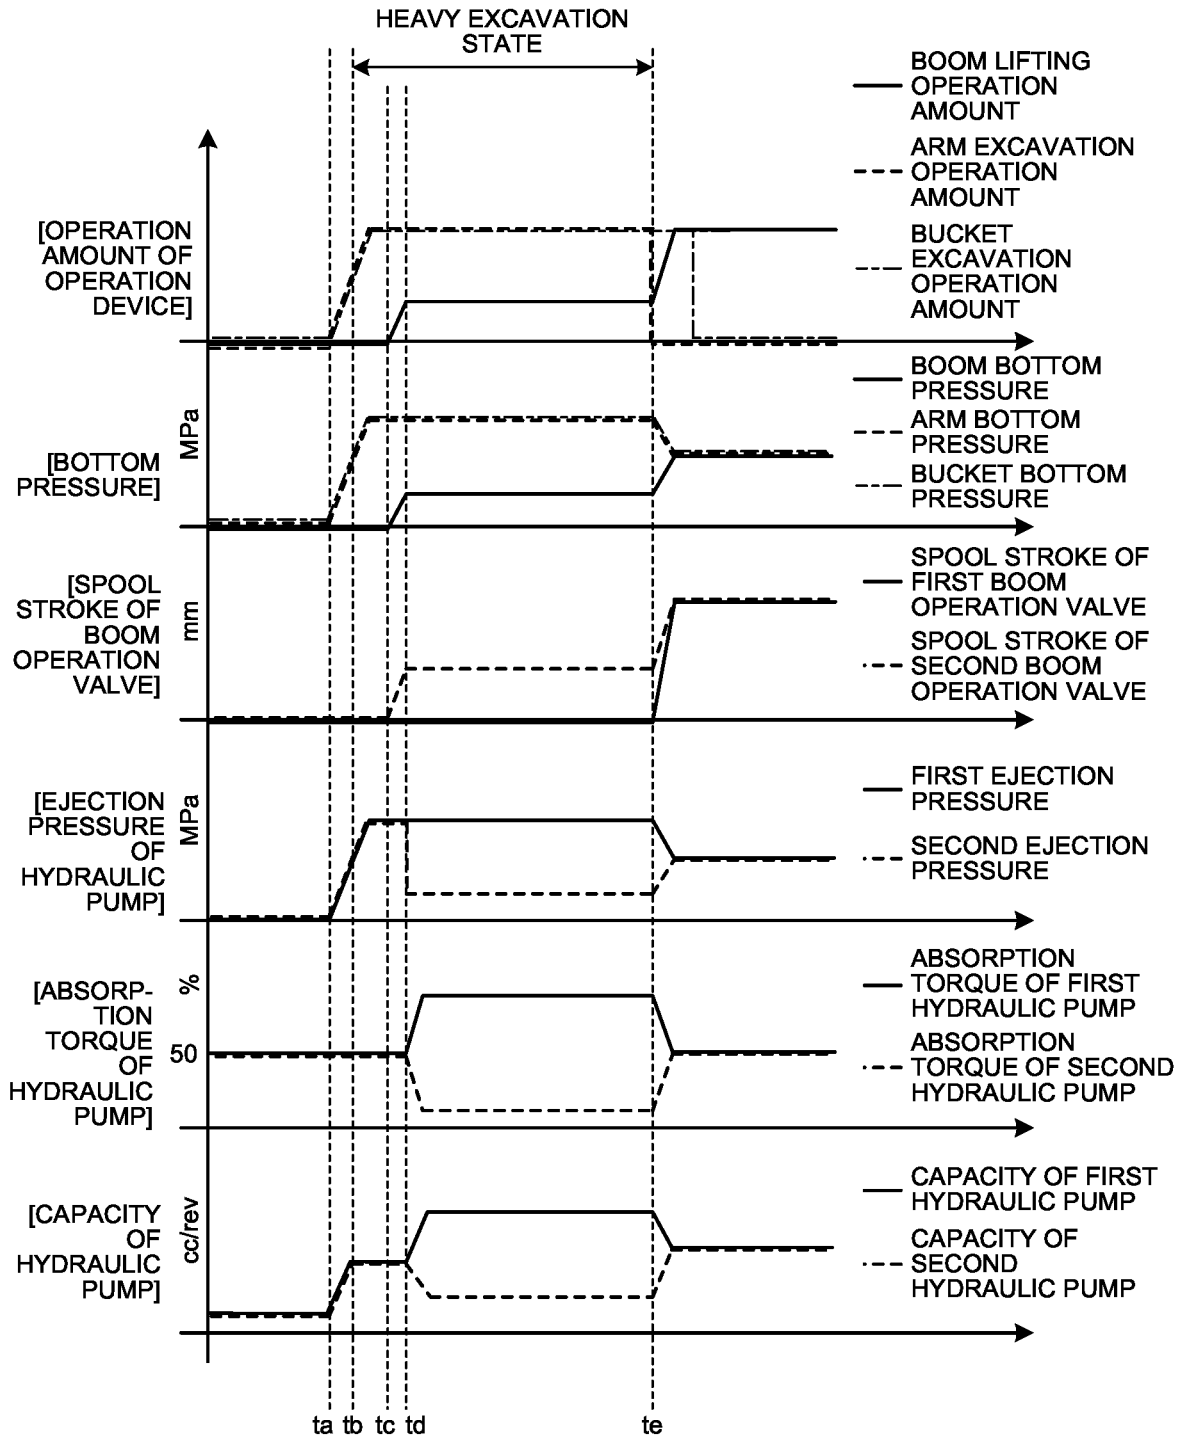 HEAVY EXCAVATION
STATE
[OPERATION
AMOUNT OF
OPERATION
DEVICE]
BOOM LIFTING
OPERATION
AMOUNT
ARM EXCAVATION
OPERATION
AMOUNT
BUCKET
EXCAVATION
OPERATION
AMOUNT
[BOTTOM
PRESSURE]
MPa
BOOM BOTTOM
PRESSURE
ARM BOTTOM
PRESSURE
BUCKET BOTTOM
PRESSURE
[SPOOL
STROKE OF
BOOM
OPERATION
VALVE]
mm
SPOOL STROKE OF
FIRST BOOM
OPERATION VALVE
SPOOL STROKE OF
SECOND BOOM
OPERATION VALVE
[EJECTION
PRESSURE
OF
HYDRAULIC
PUMP]
MPa
FIRST EJECTION
PRESSURE
SECOND EJECTION
PRESSURE
[ABSORP-
TION
TORQUE
OF
HYDRAULIC
PUMP]
%
50
ABSORPTION
TORQUE OF FIRST
HYDRAULIC PUMP
ABSORPTION
TORQUE OF SECOND
HYDRAULIC PUMP
[CAPACITY
OF
HYDRAULIC
PUMP]
cc/rev
CAPACITY OF FIRST
HYDRAULIC PUMP
CAPACITY OF
SECOND
HYDRAULIC PUMP
ta tb tc td te